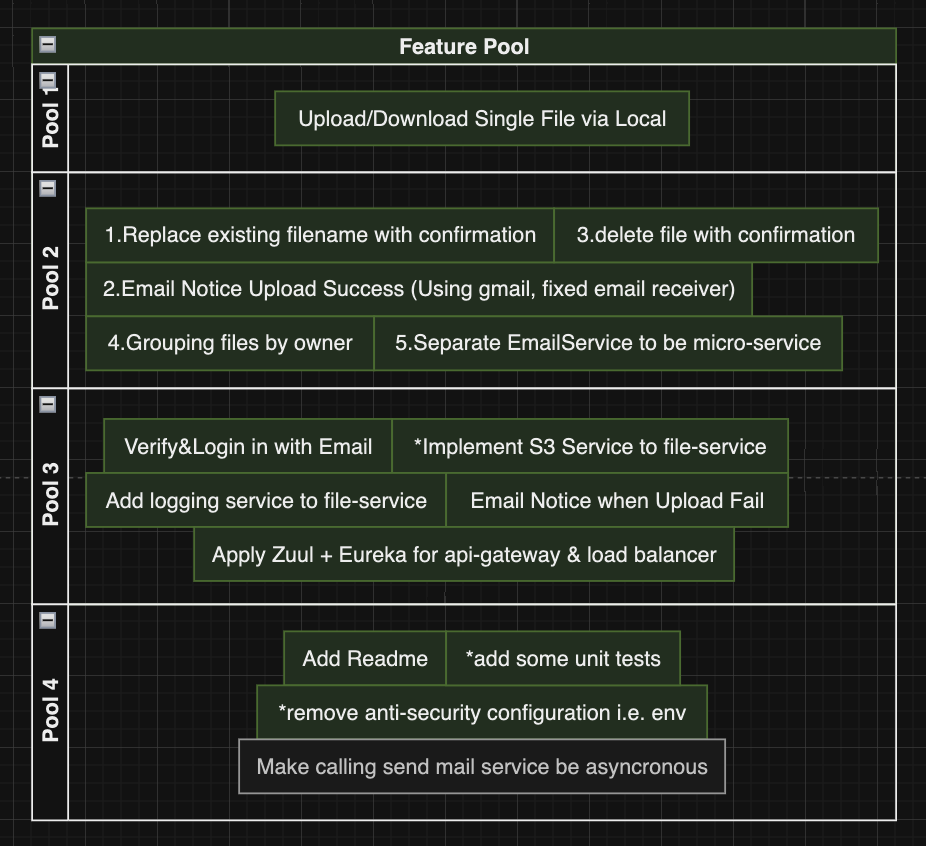 Feature Pool
Pool 1
Upload/Download Single File via Local
Pool 2
1.Replace existing filename with confirmation
3.delete file with confirmation
2.Email Notice Upload Success (Using gmail, fixed email receiver)
4.Grouping files by owner
5.Separate EmailService to be micro-service
Pool 3
Verify&Login in with Email
*Implement S3 Service to file-service
Add logging service to file-service
Email Notice when Upload Fail
Apply Zuul + Eureka for api-gateway & load balancer
Pool 4
Add Readme
*add some unit tests
*remove anti-security configuration i.e. env
Make calling send mail service be asyncronous